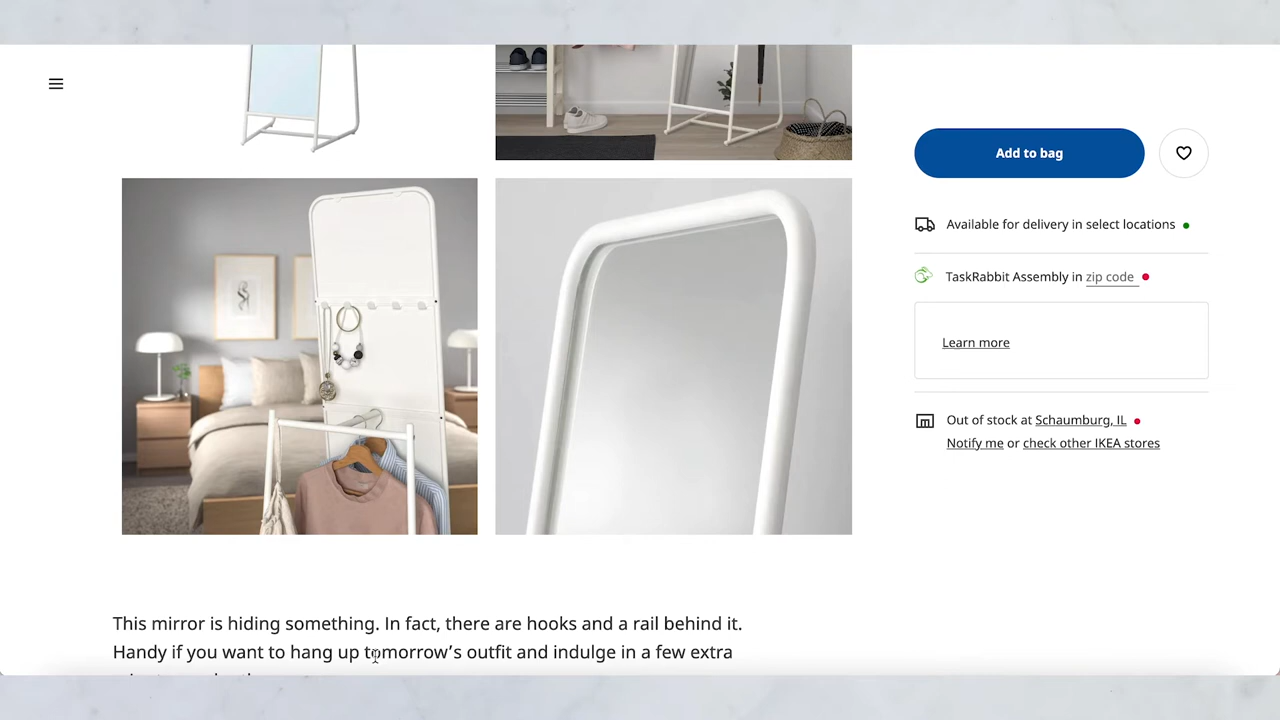 Add to bag
Available for delivery in select locations
TaskRabbit Assembly in zip code
Learn more
Out of stock at Schaumburg, IL
Notify me or check other IKEA stores
This mirror is hiding something. In fact, there are hooks and a rail behind it.
Handy if you want to hang up tomorrow's outfit and indulge in a few extra